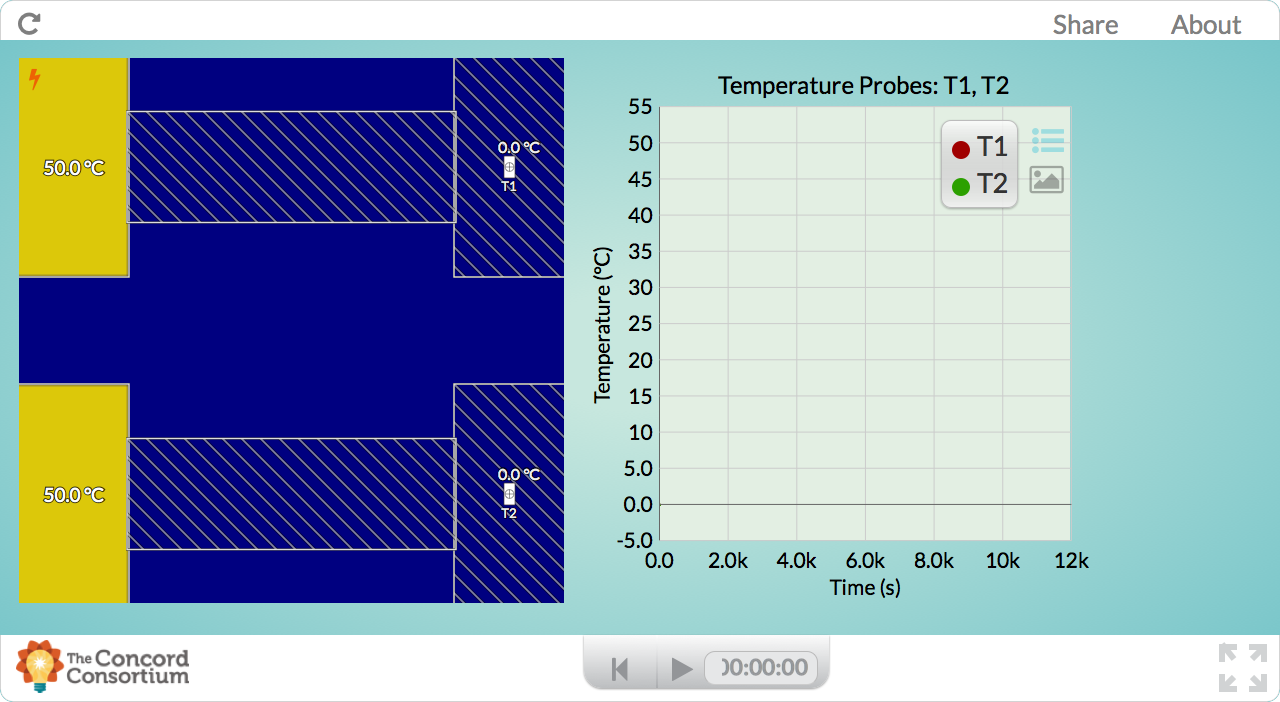 Share About
Temperature Probes: T1, T2
50.0 °C
0.0 °C
T1
50.0 °C
0.0 °C
T2
T1
T2
55
50
45
40
35
30
25
20
15
10
5.0
0.0
-5.0
Temperature (°C)
0.0 2.0k 4.0k 6.0k 8.0k 10k 12k
Time (s)
The Concord
Consortium
00:00:00